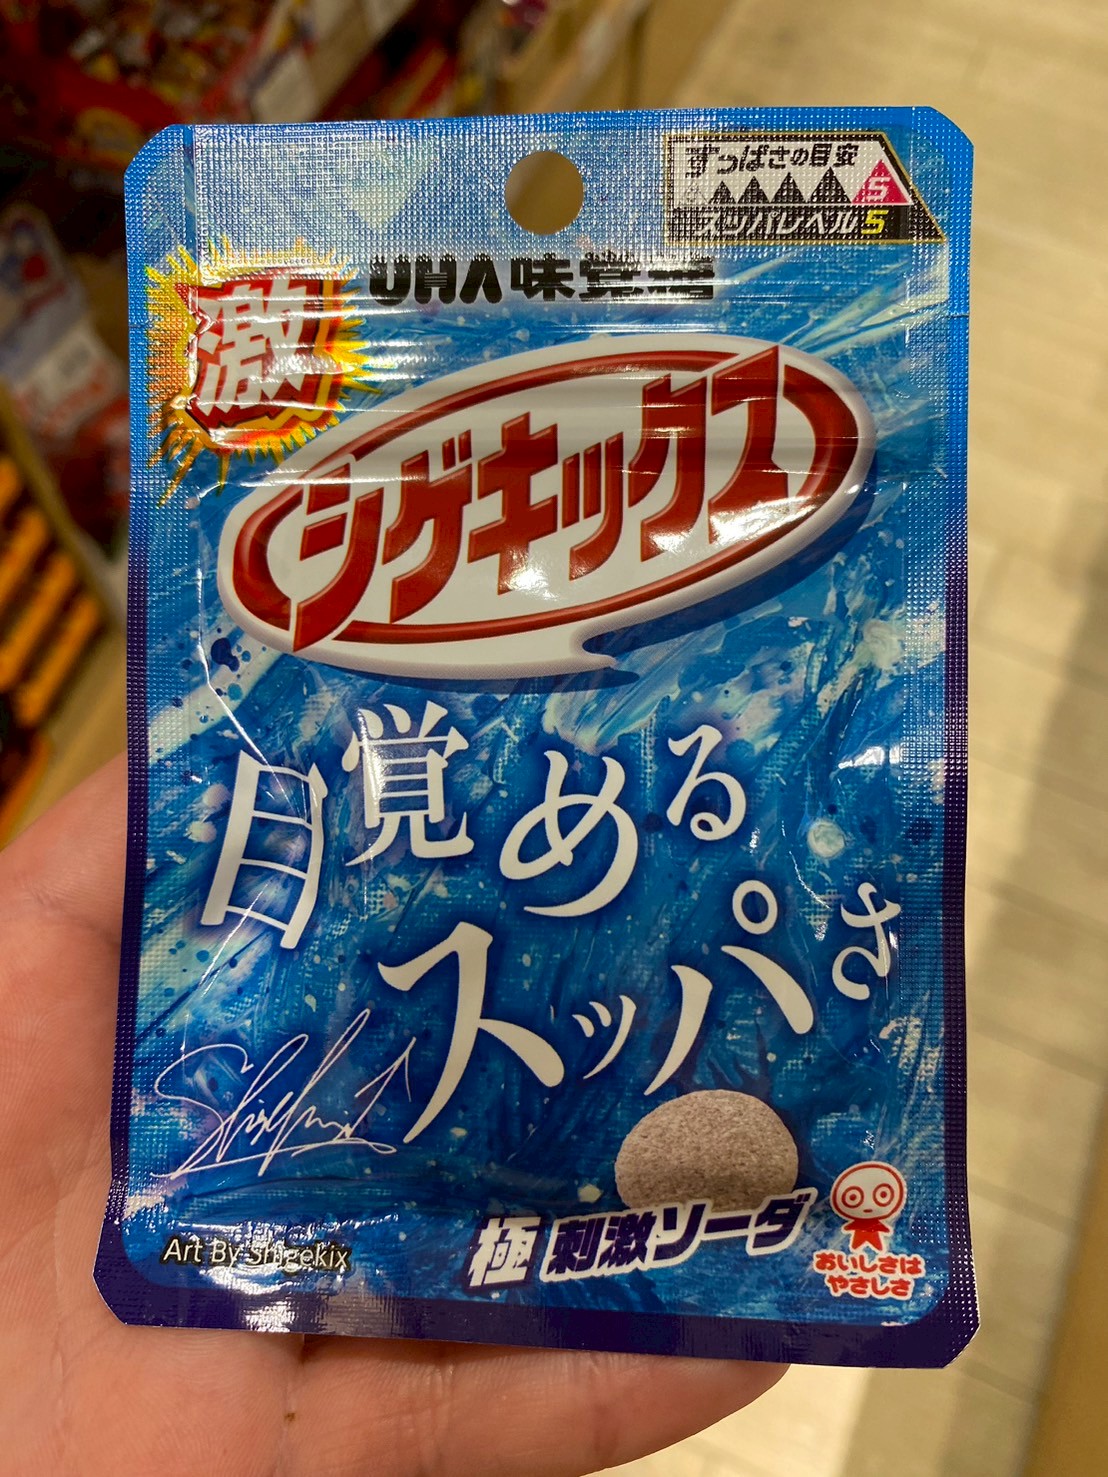 すっぱさの目安
5
スッパレベル5
UHA味覚糖
激
シゲキックス
目覚める
スッパさ
Shigekix
Art By Shigekix
極 刺激ソーダ
おいしさは
やさしさ